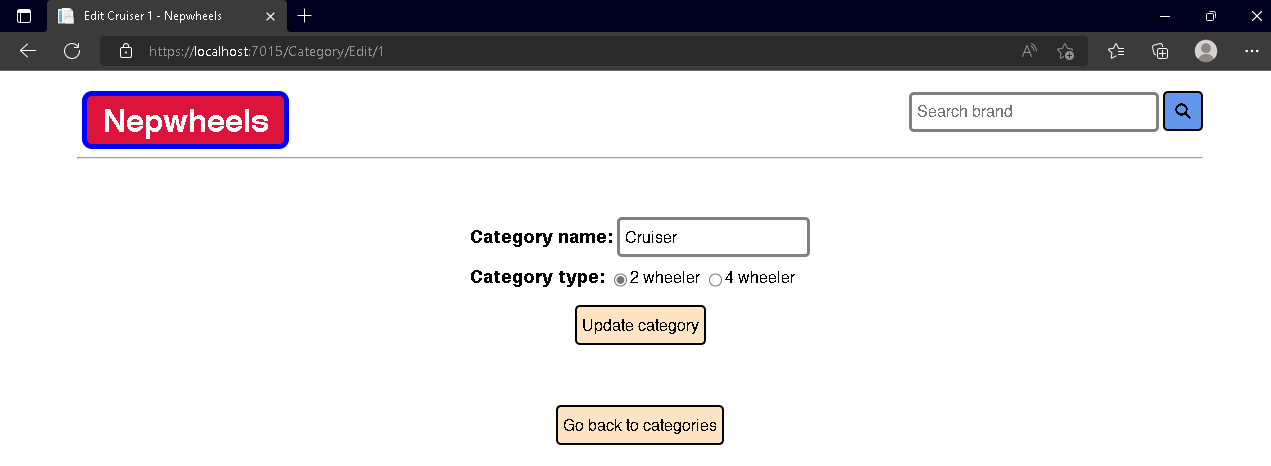 Edit Cruiser 1 - Nepwheels
https://localhost:7015/Category/Edit/1
Nepwheels
Search brand
Category name: Cruiser
Category type: 2 wheeler 4 wheeler
Update category
Go back to categories